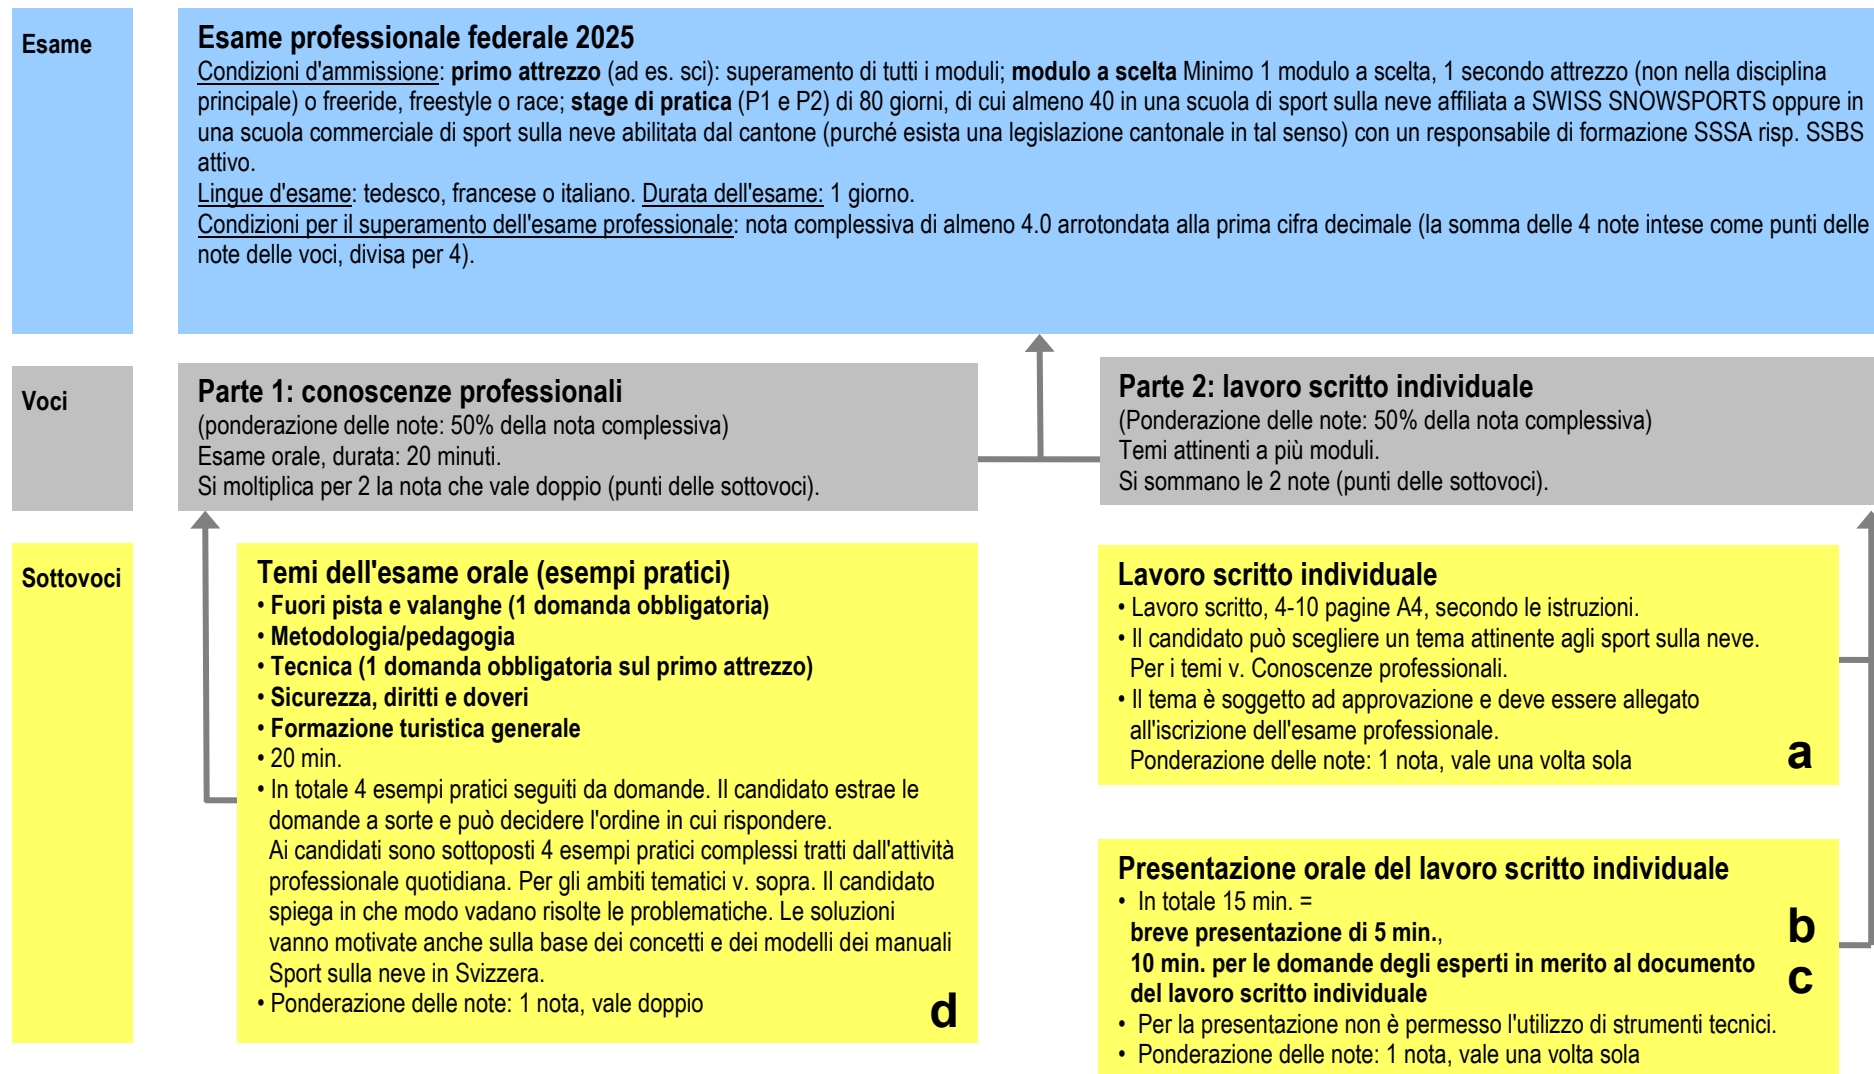 Esame
Esame professionale federale 2025
Condizioni d'ammissione: primo attrezzo (ad es. sci): superamento di tutti i moduli; modulo a scelta Minimo 1 modulo a scelta, 1 secondo attrezzo (non nella disciplina
principale) o freeride, freestyle o race; stage di pratica (P1 e P2) di 80 giorni, di cui almeno 40 in una scuola di sport sulla neve affiliata a SWISS SNOWSPORTS oppure in
una scuola commerciale di sport sulla neve abilitata dal cantone (purché esista una legislazione cantonale in tal senso) con un responsabile di formazione SSSA risp. SSBS
attivo.
Lingue d'esame: tedesco, francese o italiano. Durata dell'esame: 1 giorno.
Condizioni per il superamento dell'esame professionale: nota complessiva di almeno 4.0 arrotondata alla prima cifra decimale (la somma delle 4 note intese come punti delle
note delle voci, divisa per 4).
Voci
Parte 1: conoscenze professionali
(ponderazione delle note: 50% della nota complessiva)
Esame orale, durata: 20 minuti.
Si moltiplica per 2 la nota che vale doppio (punti delle sottovoci).
Parte 2: lavoro scritto individuale
(Ponderazione delle note: 50% della nota complessiva)
Temi attinenti a più moduli.
Si sommano le 2 note (punti delle sottovoci).
Sottovoci
Temi dell'esame orale (esempi pratici)
• Fuori pista e valanghe (1 domanda obbligatoria)
• Metodologia/pedagogia
• Tecnica (1 domanda obbligatoria sul primo attrezzo)
• Sicurezza, diritti e doveri
• Formazione turistica generale
• 20 min.
• In totale 4 esempi pratici seguiti da domande. Il candidato estrae le
domande a sorte e può decidere l'ordine in cui rispondere.
Ai candidati sono sottoposti 4 esempi pratici complessi tratti dall'attività
professionale quotidiana. Per gli ambiti tematici v. sopra. Il candidato
spiega in che modo vadano risolte le problematiche. Le soluzioni
vanno motivate anche sulla base dei concetti e dei modelli dei manuali
Sport sulla neve in Svizzera.
• Ponderazione delle note: 1 nota, vale doppio
d
Lavoro scritto individuale
• Lavoro scritto, 4-10 pagine A4, secondo le istruzioni.
• Il candidato può scegliere un tema attinente agli sport sulla neve.
Per i temi v. Conoscenze professionali.
• Il tema è soggetto ad approvazione e deve essere allegato
all'iscrizione dell'esame professionale.
Ponderazione delle note: 1 nota, vale una volta sola
a
Presentazione orale del lavoro scritto individuale
• In totale 15 min. =
breve presentazione di 5 min.,
b
10 min. per le domande degli esperti in merito al documento
del lavoro scritto individuale
c
• Per la presentazione non è permesso l'utilizzo di strumenti tecnici.
• Ponderazione delle note: 1 nota, vale una volta sola